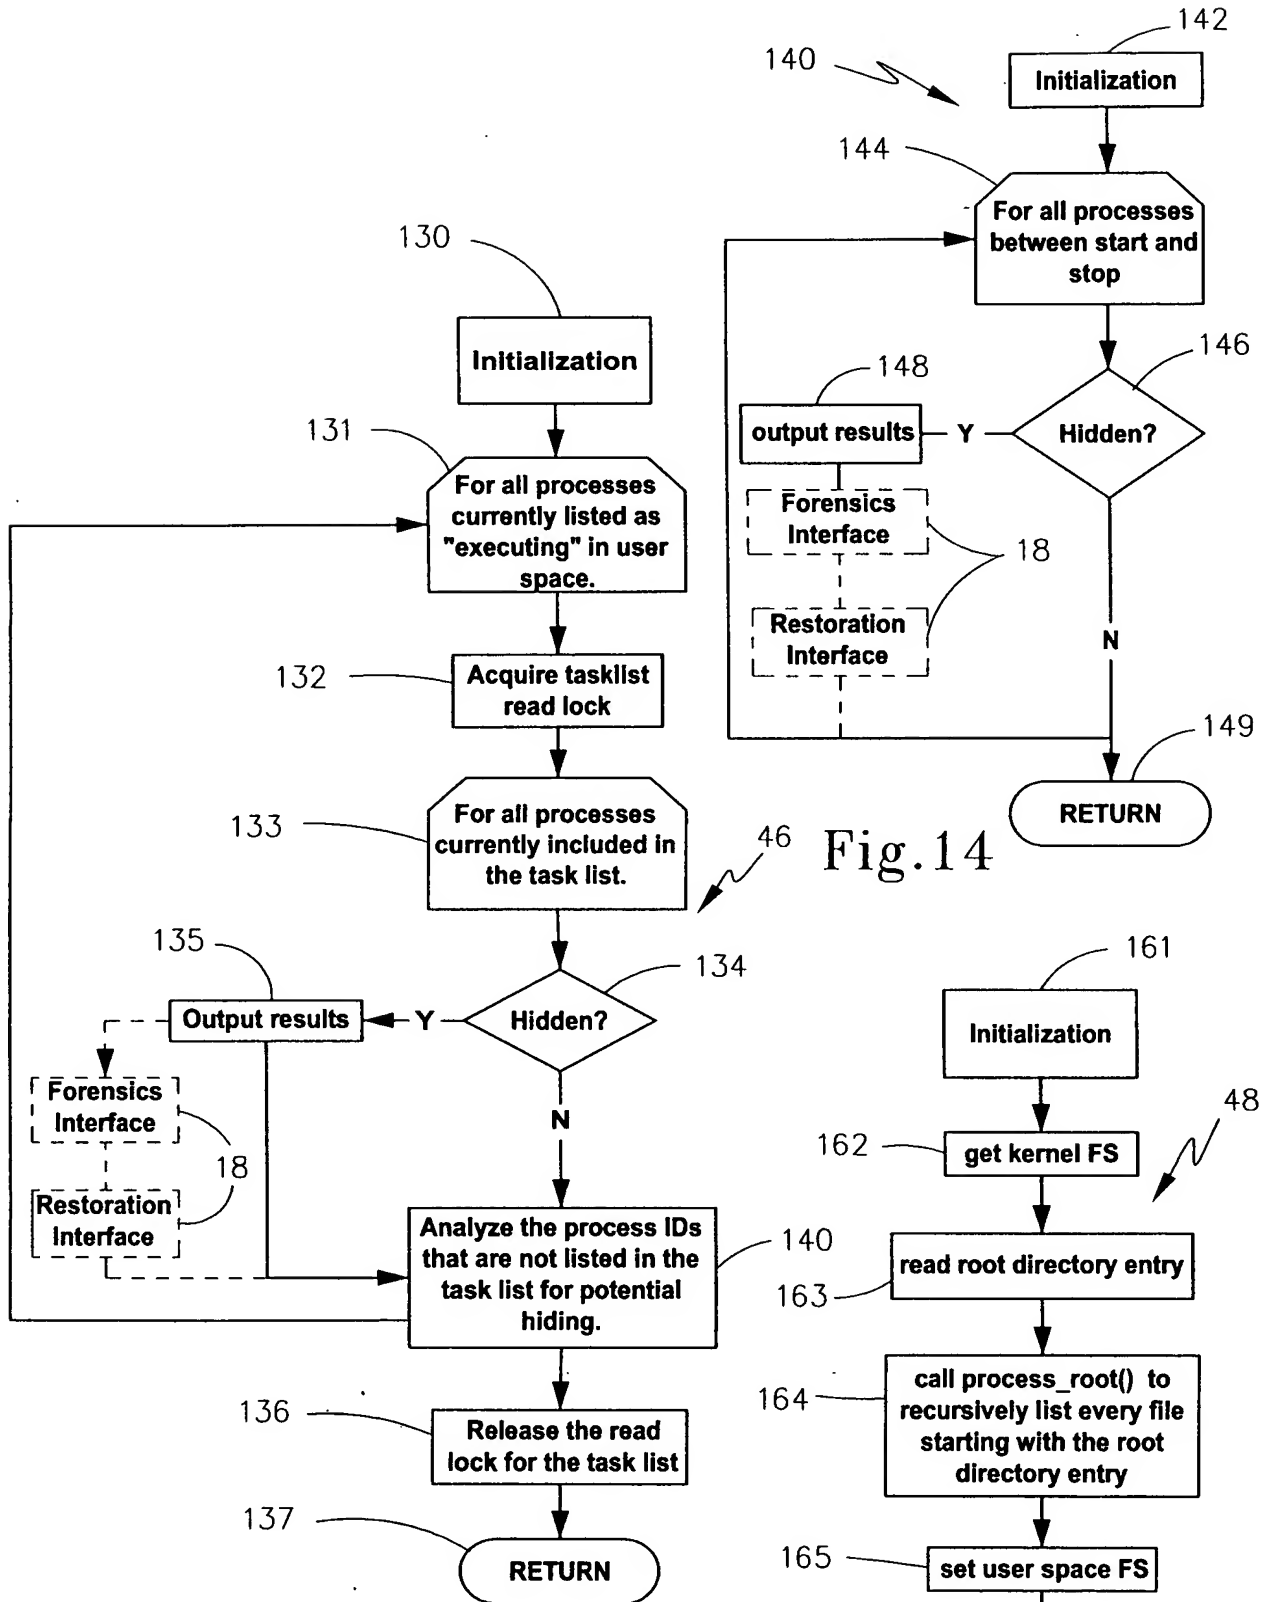 130
Initialization
131
For all processes
currently listed as
"executing" in user
space.
132
Acquire tasklist
read lock
133
For all processes
currently included in
the task list.
46
134
Hidden?
Y
N
135
Output results
Forensics
Interface
18
Restoration
Interface
Analyze the process IDs
that are not listed in the
task list for potential
hiding.
140
136
Release the read
lock for the task list
137
RETURN
140
142
Initialization
144
For all processes
between start and
stop
146
Hidden?
Y
N
148
output results
Forensics
Interface
18
Restoration
Interface
149
RETURN
Fig.14
161
Initialization
48
162
get kernel FS
read root directory entry
163
164
call process_root() to
recursively list every file
starting with the root
directory entry
165
set user space FS